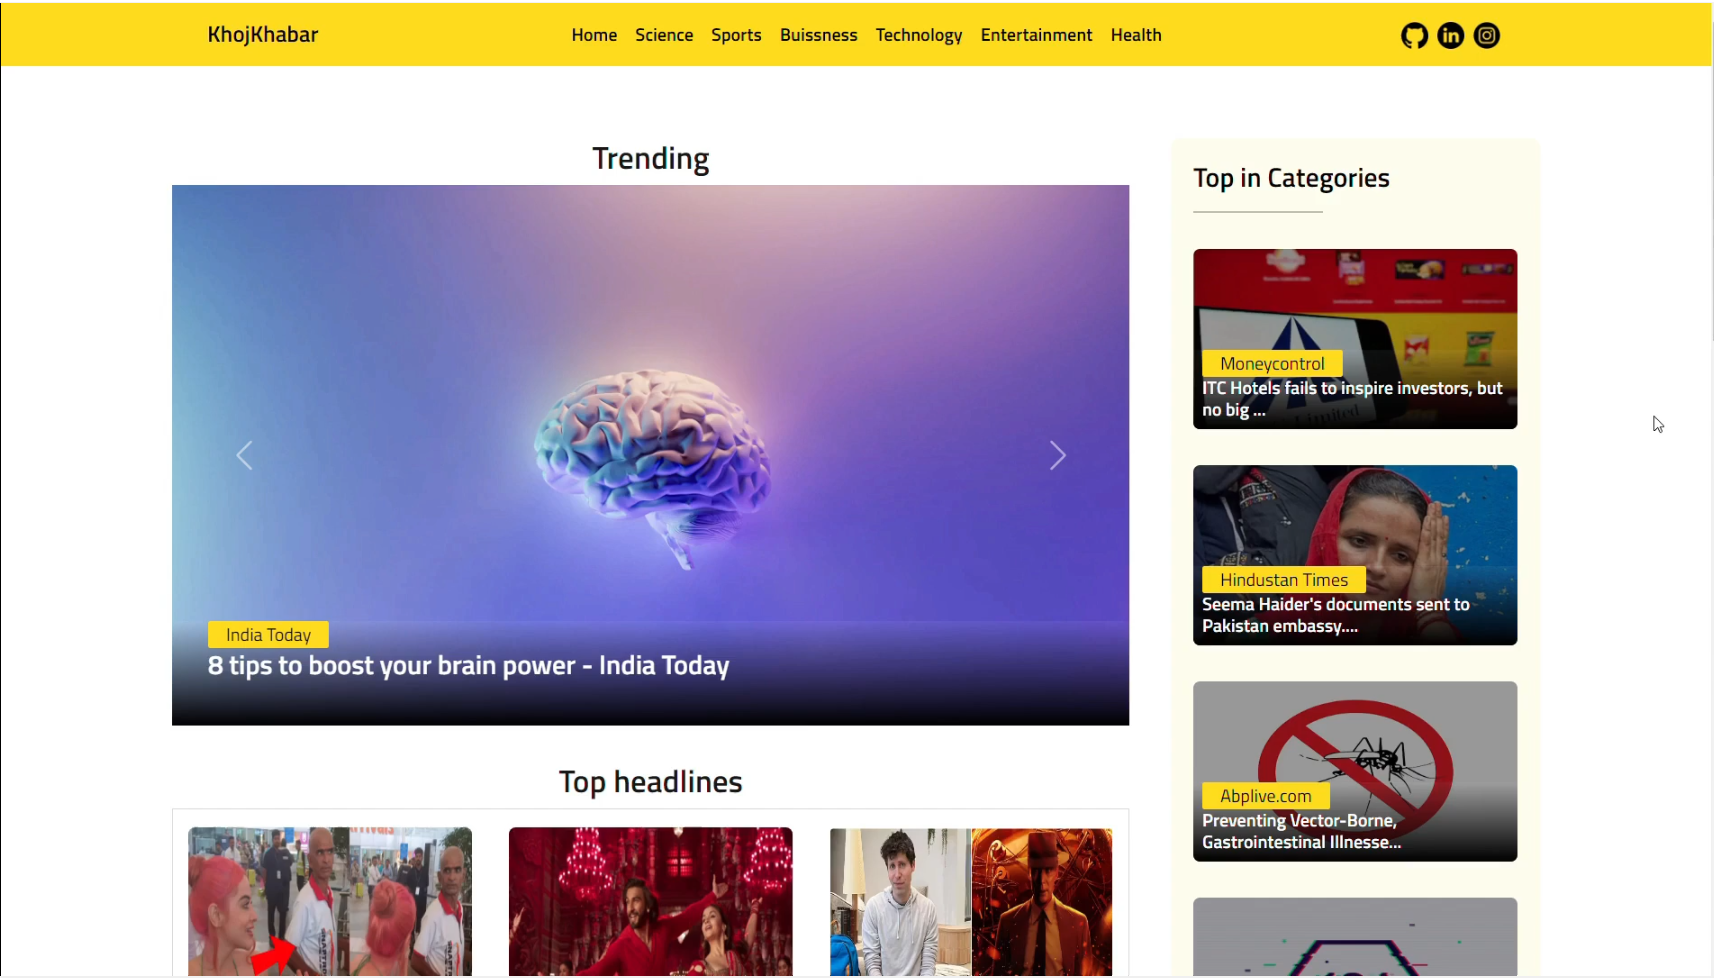 KhojKhabar
Home Science Sports Buissness Technology Entertainment Health
Trending
India Today
8 tips to boost your brain power - India Today
Top headlines
Top in Categories
Moneycontrol
ITC Hotels fails to inspire investors, but
no big ...
Hindustan Times
Seema Haider's documents sent to
Pakistan embassy....
Abplive.com
Preventing Vector-Borne,
Gastrointestinal Illnesse...